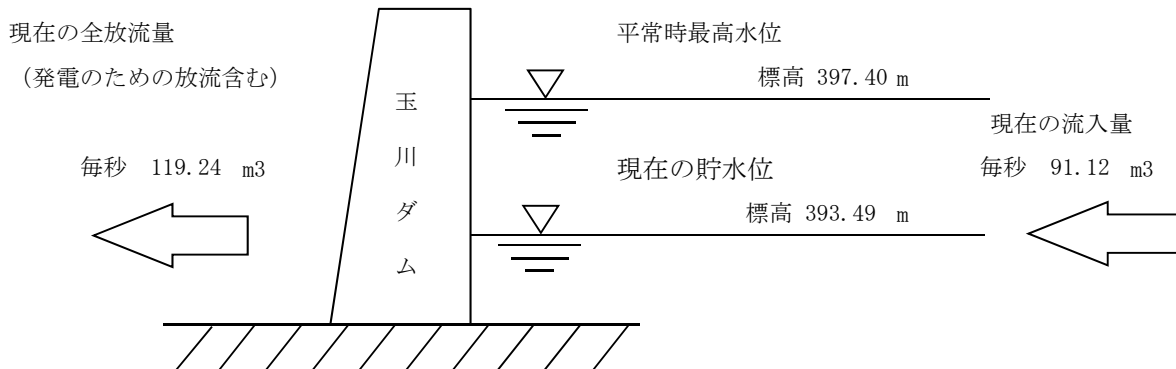 現在の全放流量
（発電のための放流含む）
毎秒 119.24 m3
玉川ダム
平常時最高水位
標高 397.40 m
現在の貯水位
標高 393.49 m
現在の流入量
毎秒 91.12 m3